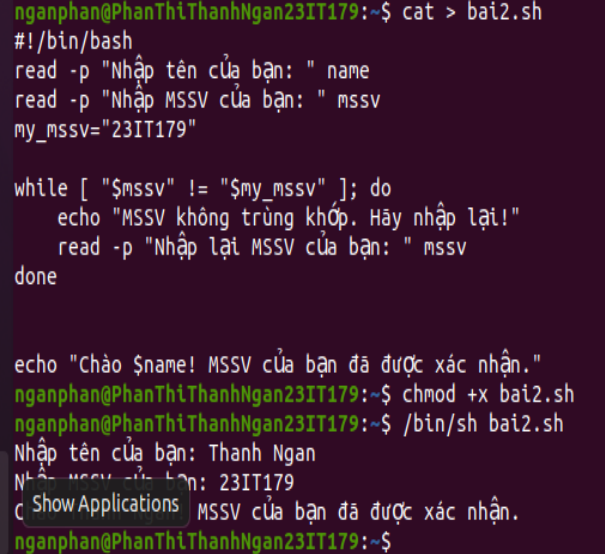 nganphan@PhanThiThanhNgan23IT179:~$ cat > bai2.sh
#!/bin/bash
read -p "Nhập tên của bạn: " name
read -p "Nhập MSSV của bạn: " mssv
my_mssv="23IT179"
while [ "$mssv" != "$my_mssv" ]; do
    echo "MSSV không trùng khớp. Hãy nhập lại!"
    read -p "Nhập lại MSSV của bạn: " mssv
done
echo "Chào $name! MSSV của bạn đã được xác nhận."
nganphan@PhanThiThanhNgan23IT179:~$ chmod +x bai2.sh
nganphan@PhanThiThanhNgan23IT179:~$ /bin/sh bai2.sh
Nhập tên của bạn: Thanh Ngan
Nhập MSSV của bạn: 23IT179
Show Applications
MSSV của bạn đã được xác nhận.
nganphan@PhanThiThanhNgan23IT179:~$